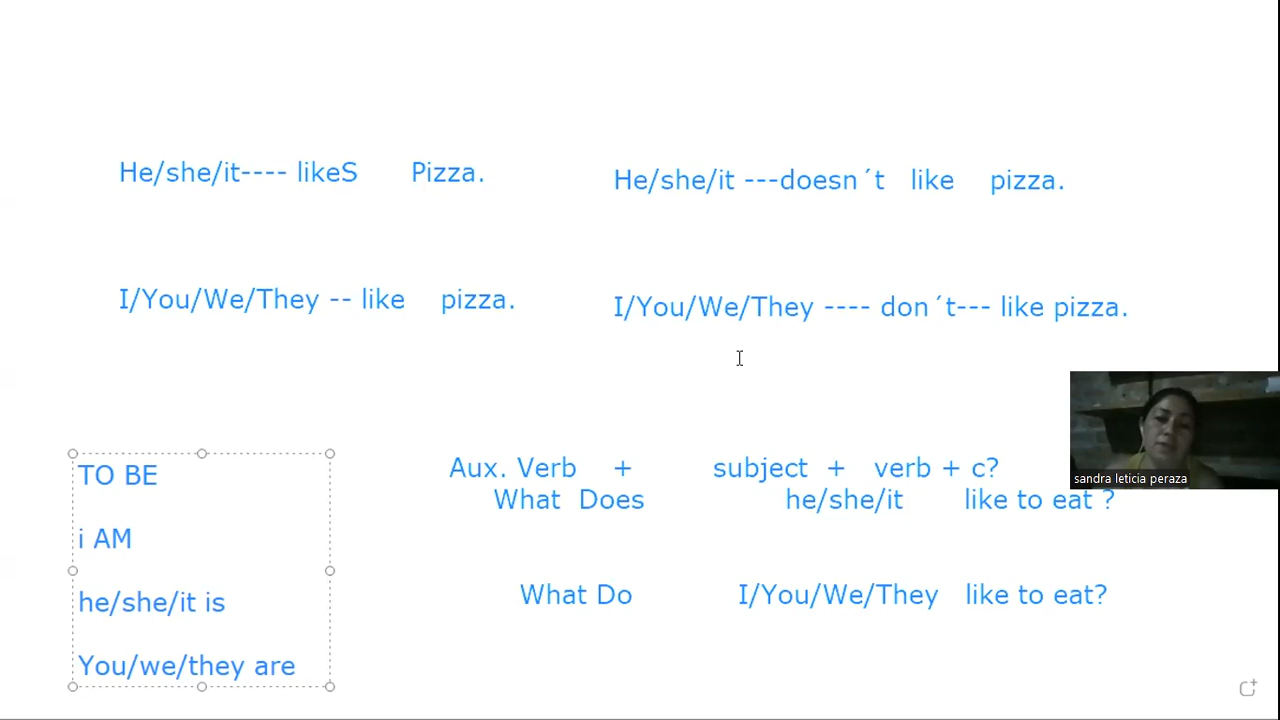 He/she/it---- likeS Pizza.
He/she/it ---doesn´t like pizza.
I/You/We/They -- like pizza.
I/You/We/They ---- don´t--- like pizza.
TO BE
i AM
he/she/it is
You/we/they are
Aux. Verb + subject + verb + c?
What Does he/she/it like to eat ?
What Do I/You/We/They like to eat?
sandra leticia peraza